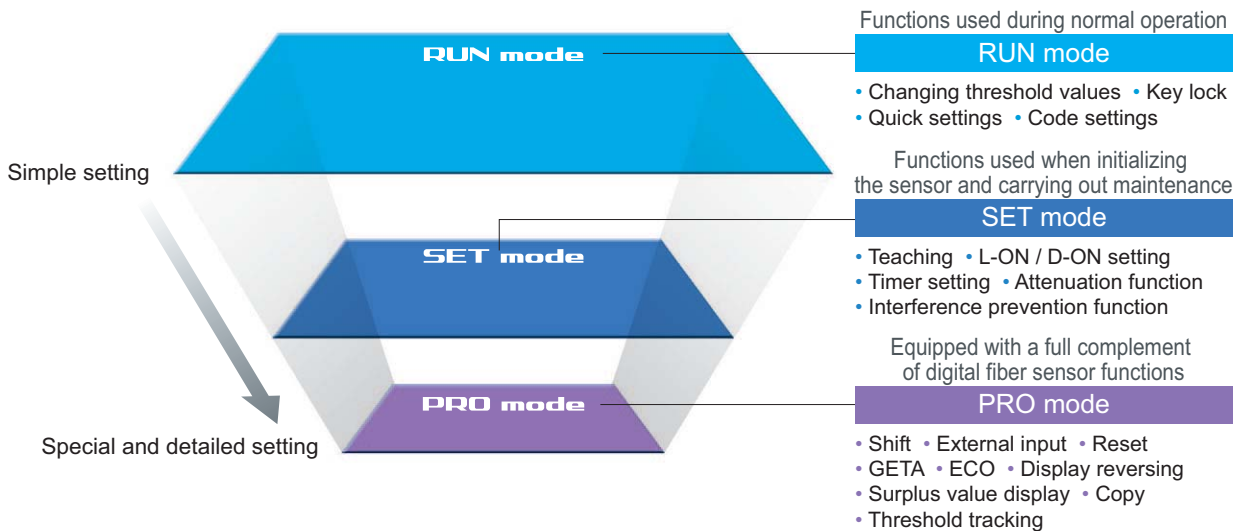 Functions used during normal operation
RUN mode
RUN mode
• Changing threshold values • Key lock
• Quick settings • Code settings
Simple setting
Functions used when initializing
the sensor and carrying out maintenance
SET mode
SET mode
• Teaching • L-ON / D-ON setting
• Timer setting • Attenuation function
• Interference prevention function
Equipped with a full complement
of digital fiber sensor functions
PRO mode
PRO mode
Special and detailed setting
• Shift • External input • Reset
• GETA • ECO • Display reversing
• Surplus value display • Copy
• Threshold tracking